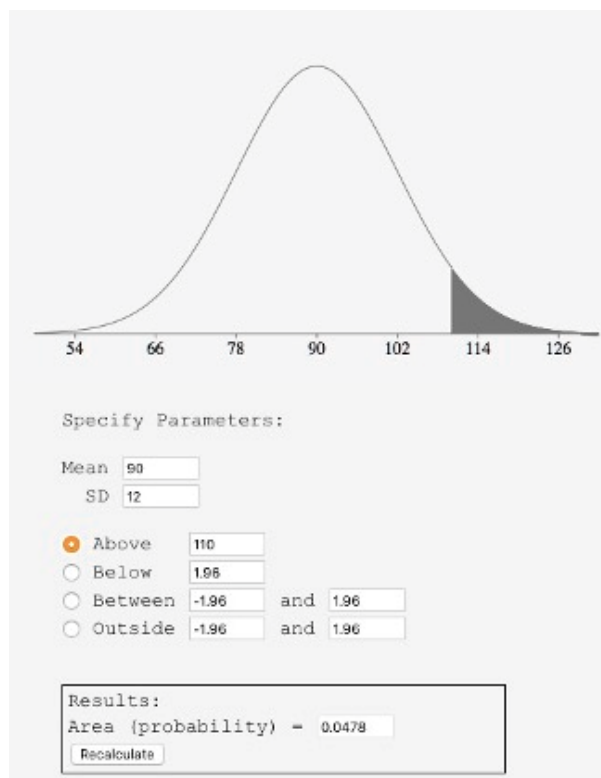 54 66 78 90 102 114 126
Specify Parameters:
Mean 90
SD 12
Above 110
Below 1.96
Between -1.96 and 1.96
Outside -1.96 and 1.96
Results:
Area (probability) = 0.0478
Recalculate